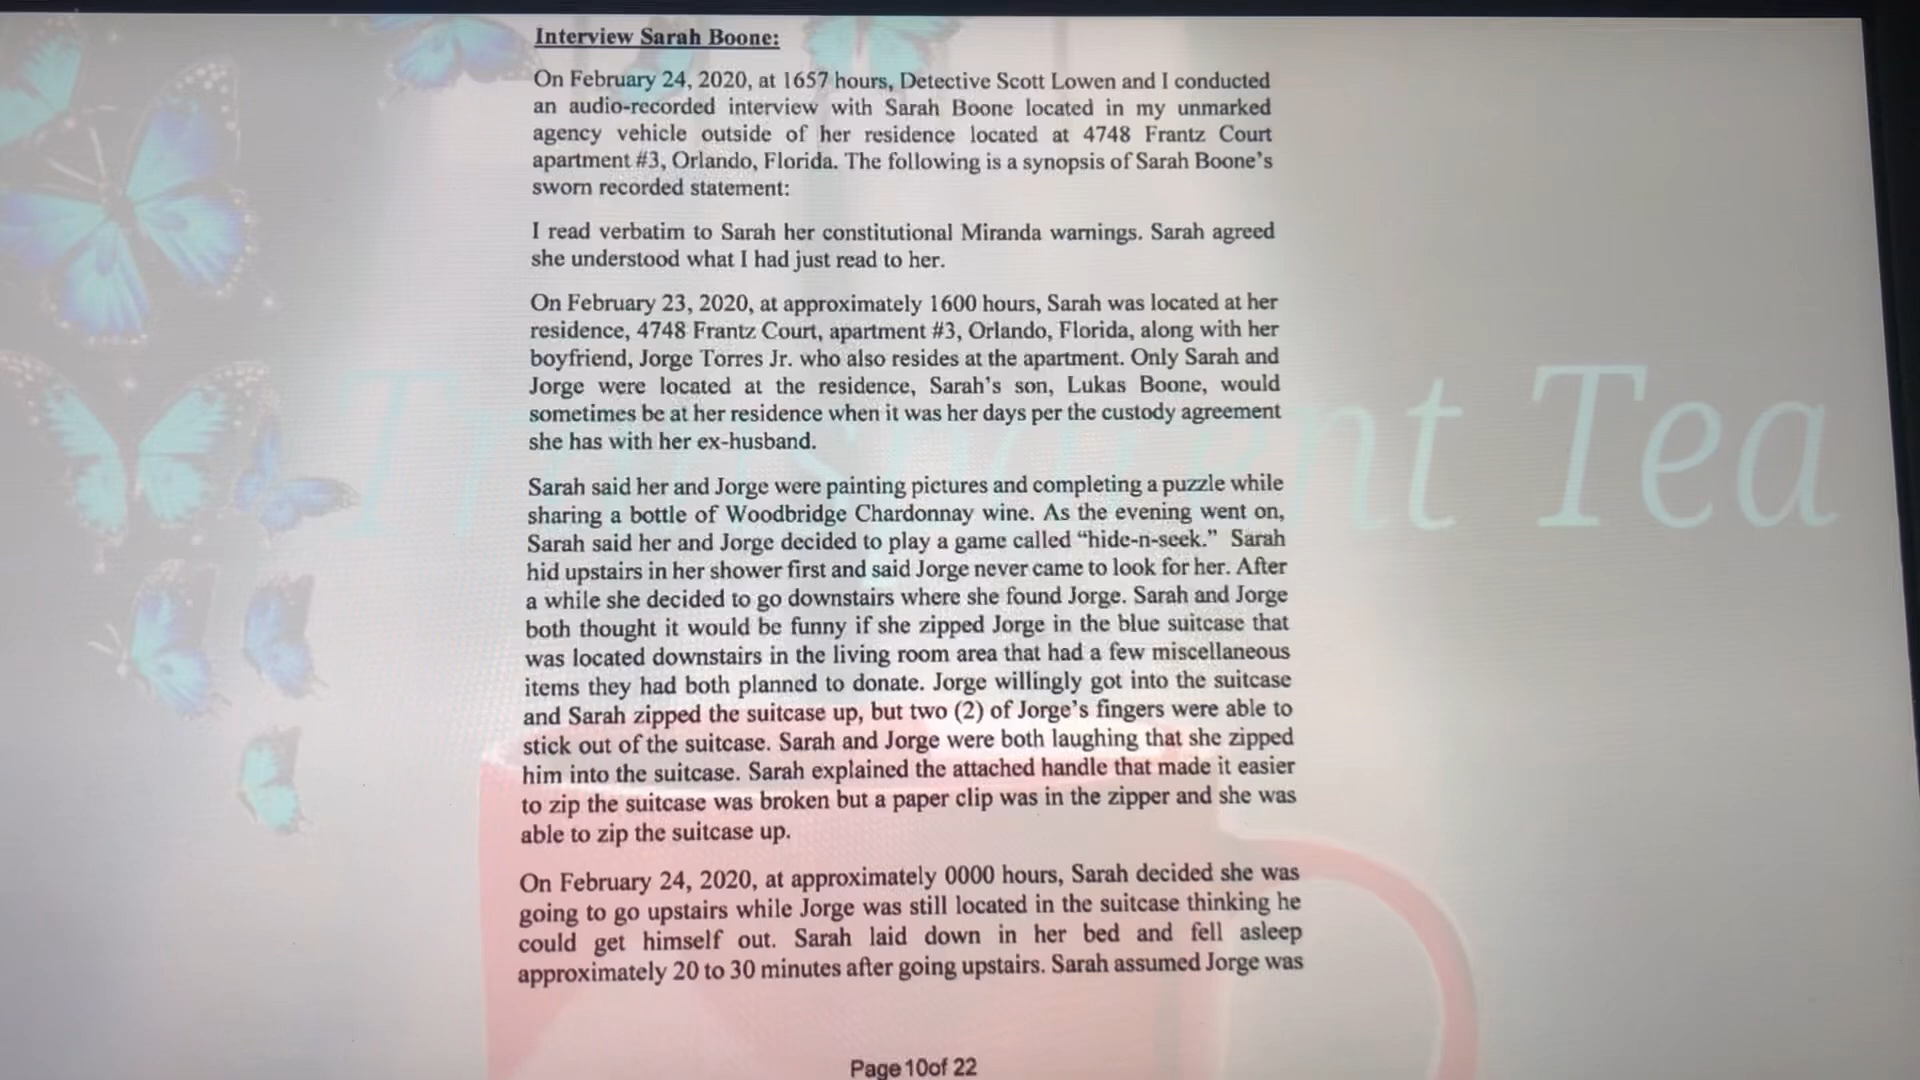 Interview Sarah Boone:
On February 24, 2020, at 1657 hours, Detective Scott Lowen and I conducted
an audio-recorded interview with Sarah Boone located in my unmarked
agency vehicle outside of her residence located at 4748 Frantz Court
apartment #3, Orlando, Florida. The following is a synopsis of Sarah Boone's
sworn recorded statement:
I read verbatim to Sarah her constitutional Miranda warnings. Sarah agreed
she understood what I had just read to her.
On February 23, 2020, at approximately 1600 hours, Sarah was located at her
residence, 4748 Frantz Court, apartment #3, Orlando, Florida, along with her
boyfriend, Jorge Torres Jr. who also resides at the apartment. Only Sarah and
Jorge were located at the residence, Sarah's son, Lukas Boone, would
sometimes be at her residence when it was her days per the custody agreement
she has with her ex-husband.
Sarah said her and Jorge were painting pictures and completing a puzzle while
sharing a bottle of Woodbridge Chardonnay wine. As the evening went on,
Sarah said her and Jorge decided to play a game called “hide-n-seek.” Sarah
hid upstairs in her shower first and said Jorge never came to look for her. After
a while she decided to go downstairs where she found Jorge. Sarah and Jorge
both thought it would be funny if she zipped Jorge in the blue suitcase that
was located downstairs in the living room area that had a few miscellaneous
items they had both planned to donate. Jorge willingly got into the suitcase
and Sarah zipped the suitcase up, but two (2) of Jorge's fingers were able to
stick out of the suitcase. Sarah and Jorge were both laughing that she zipped
him into the suitcase. Sarah explained the attached handle that made it easier
to zip the suitcase was broken but a paper clip was in the zipper and she was
able to zip the suitcase up.
On February 24, 2020, at approximately 0000 hours, Sarah decided she was
going to go upstairs while Jorge was still located in the suitcase thinking he
could get himself out. Sarah laid down in her bed and fell asleep
approximately 20 to 30 minutes after going upstairs. Sarah assumed Jorge was
Page 10of 22
Transparent Tea